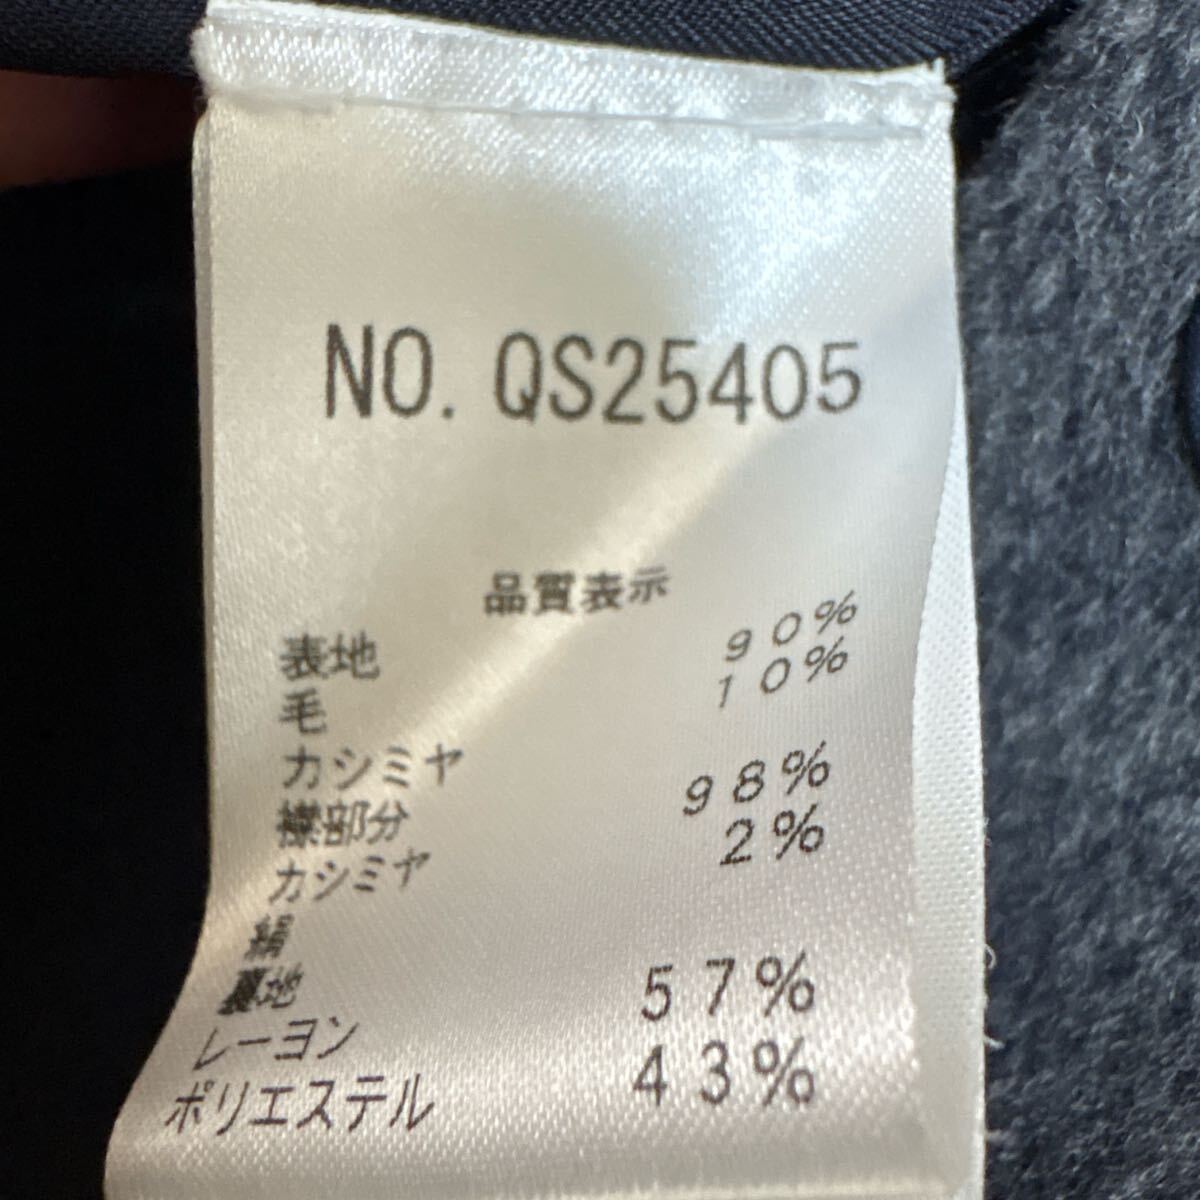 NO. QS25405
品質表示
表地
毛 90%
カシミヤ 10%
襟部分
カシミヤ 98%
絹 2%
裏地
レーヨン 57%
ポリエステル 43%